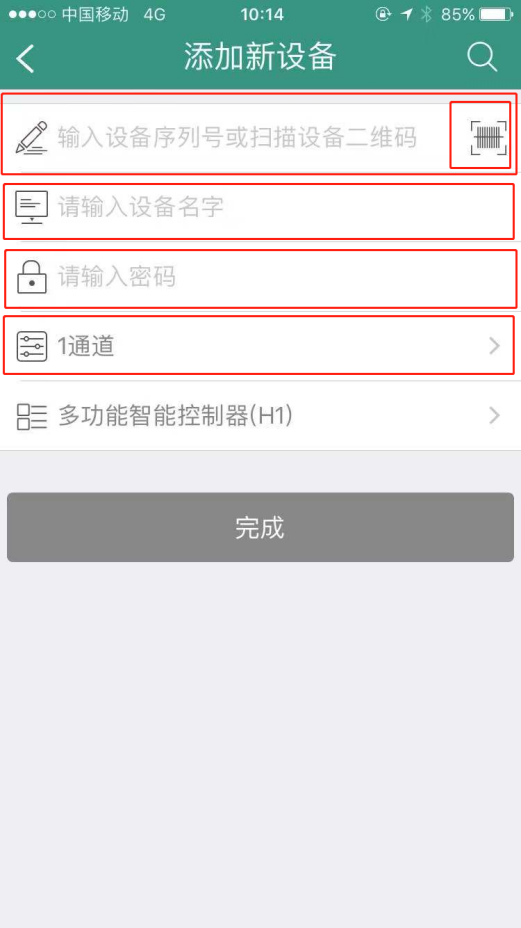 中国移动 4G 10:14 85%
添加新设备
输入设备序列号或扫描设备二维码
请输入设备名字
请输入密码
1通道
多功能智能控制器(H1)
完成